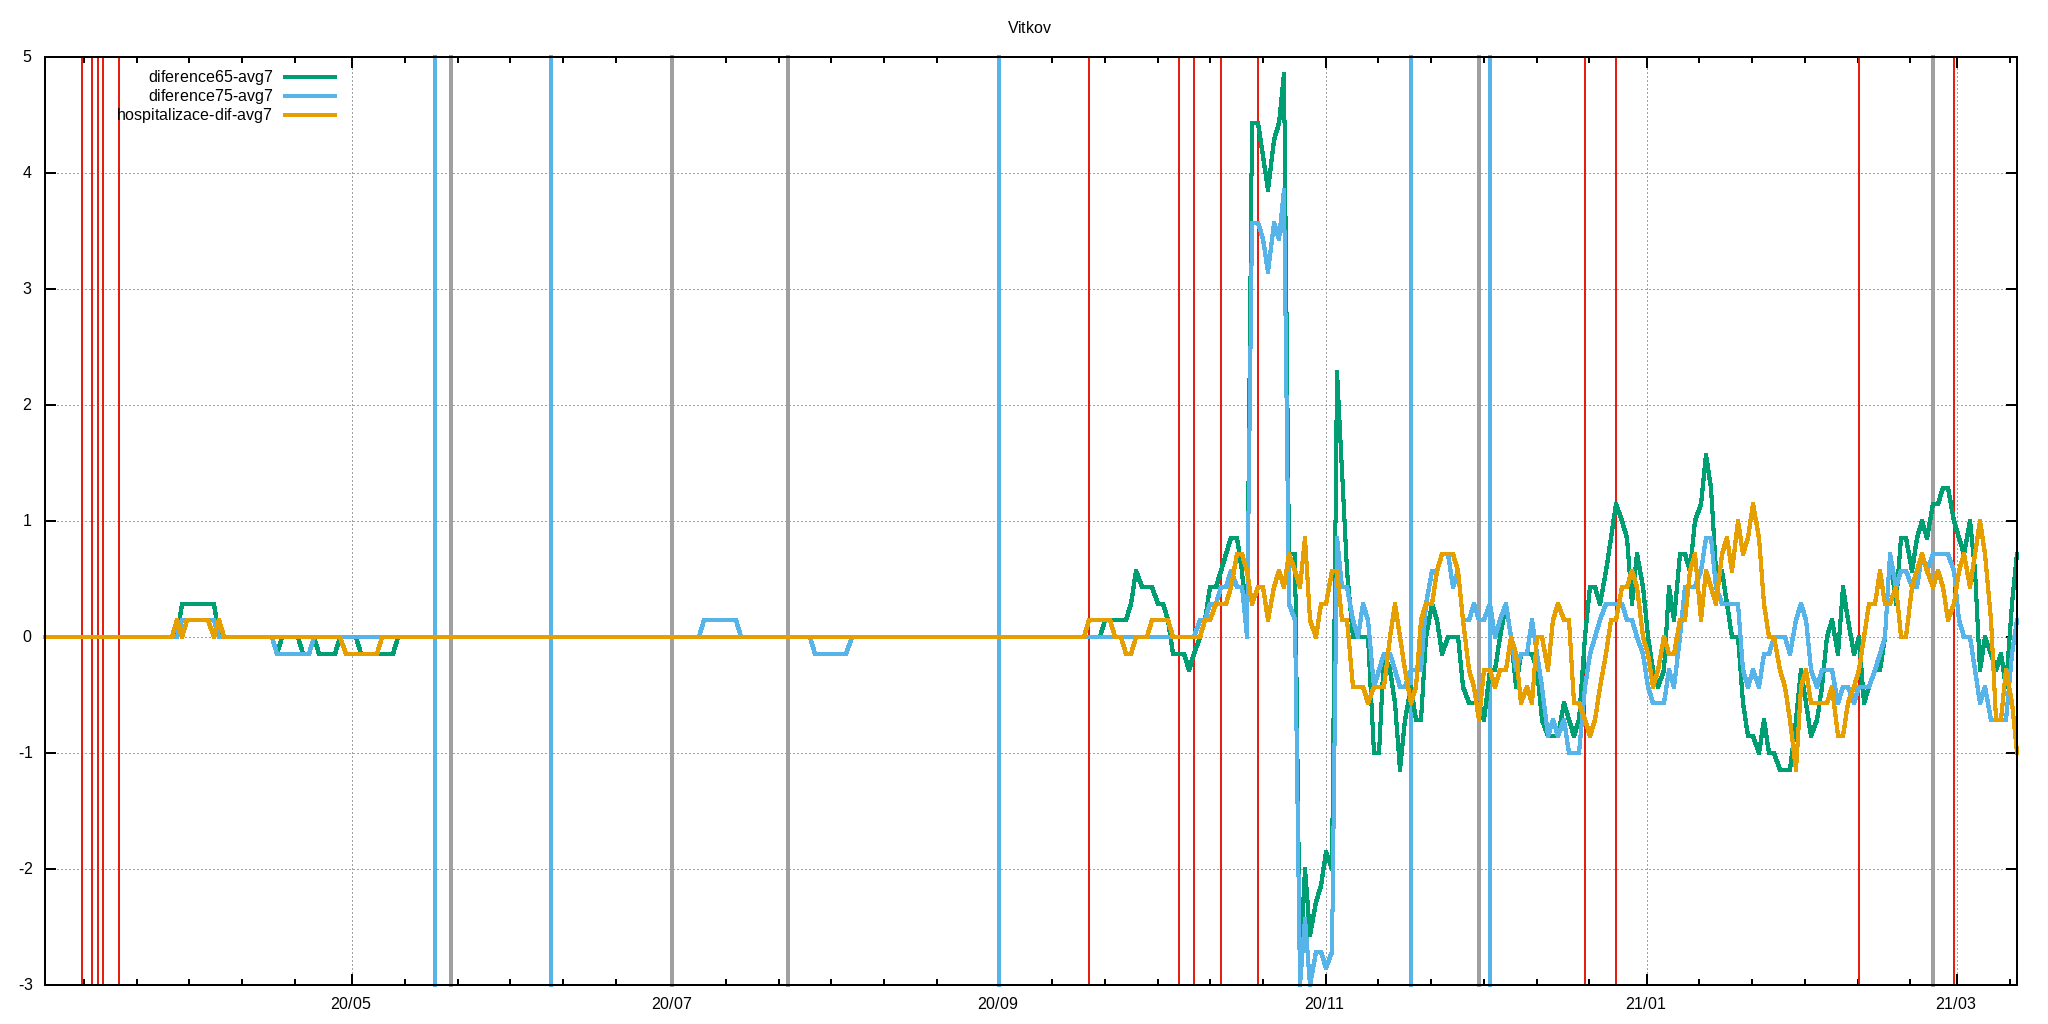 Vitkov
diference65-avg7
diference75-avg7
hospitalizace-dif-avg7
5
4
3
2
1
0
-1
-2
-3
20/05 20/07 20/09 20/11 21/01 21/03